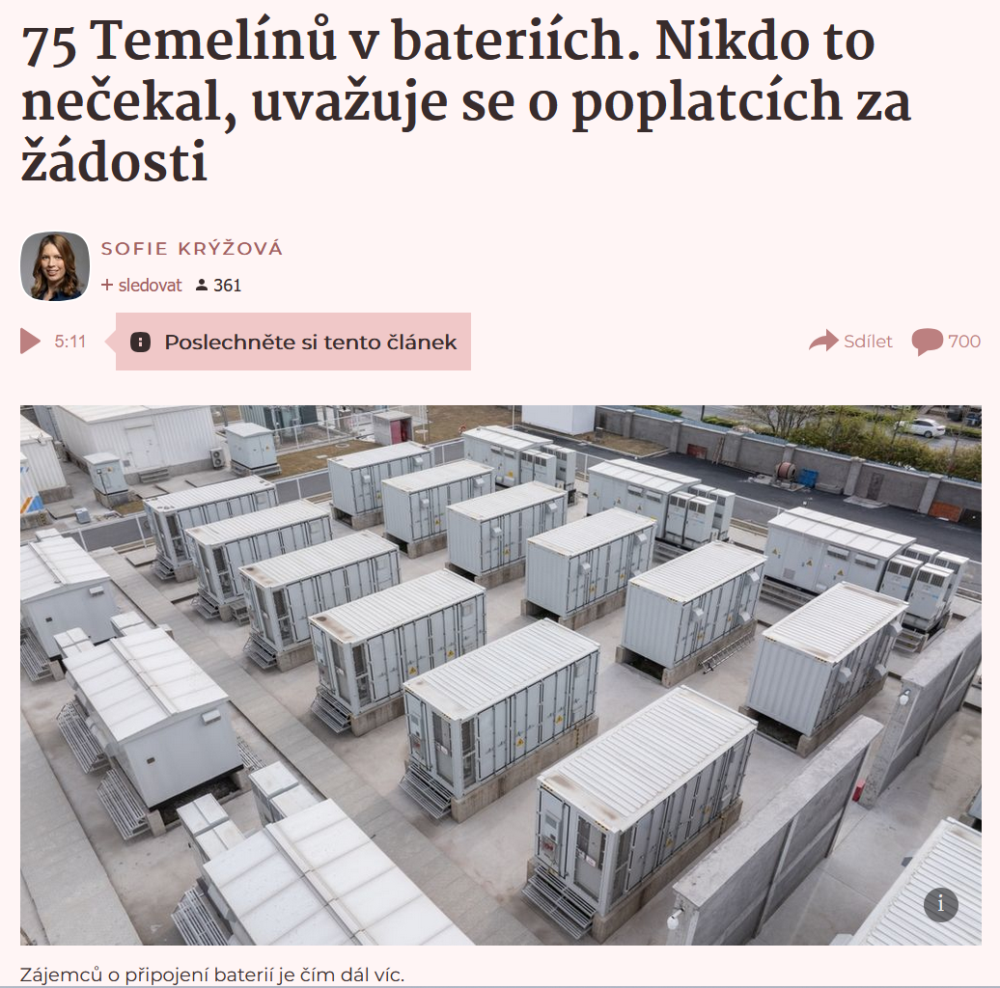 75 Temelínů v bateriích. Nikdo to
nečekal, uvažuje se o poplatcích za
žádosti
SOFIE KRÝŽOVÁ
+ sledovat 361
5:11 Poslechněte si tento článek Sdílet 700
Zájemců o připojení baterií je čím dál víc.